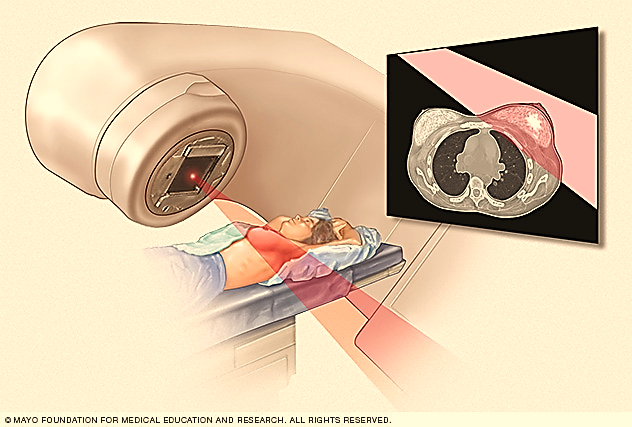 © MAYO FOUNDATION FOR MEDICAL EDUCATION AND RESEARCH. ALL RIGHTS RESERVED.